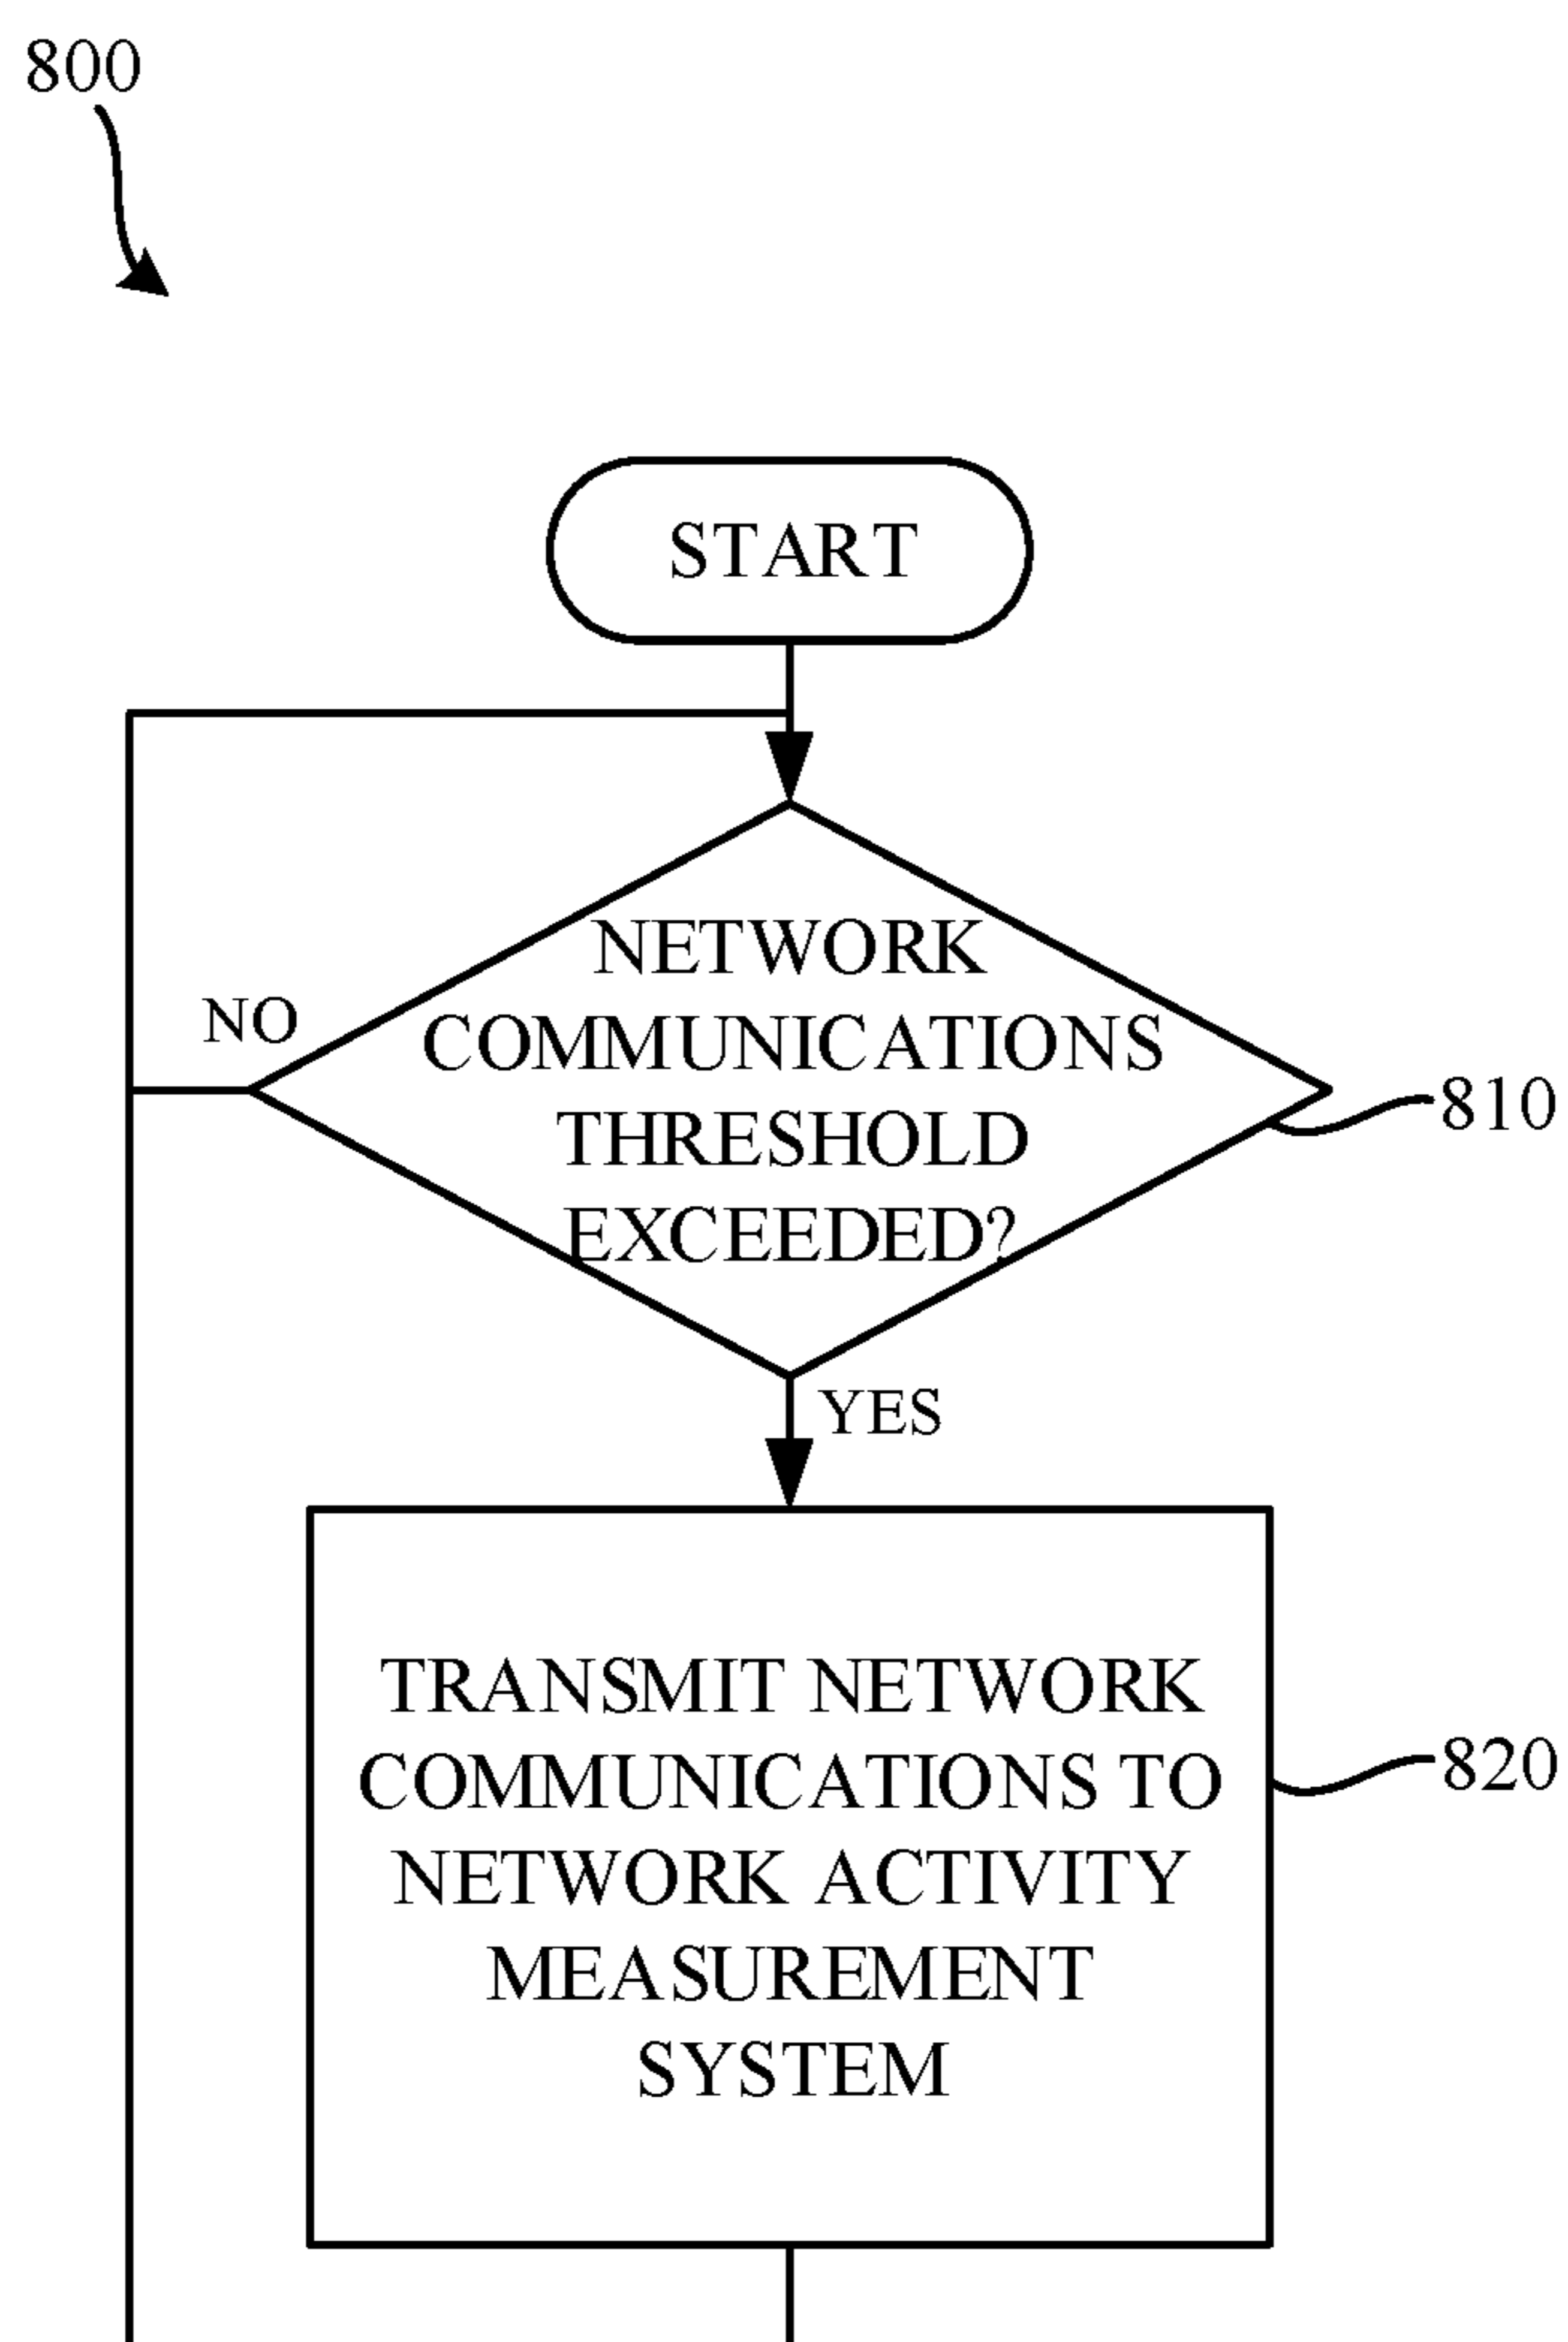 800
START
NETWORK
COMMUNICATIONS
THRESHOLD
EXCEEDED?
NO
810
YES
TRANSMIT NETWORK
COMMUNICATIONS TO
NETWORK ACTIVITY
MEASUREMENT
SYSTEM
820